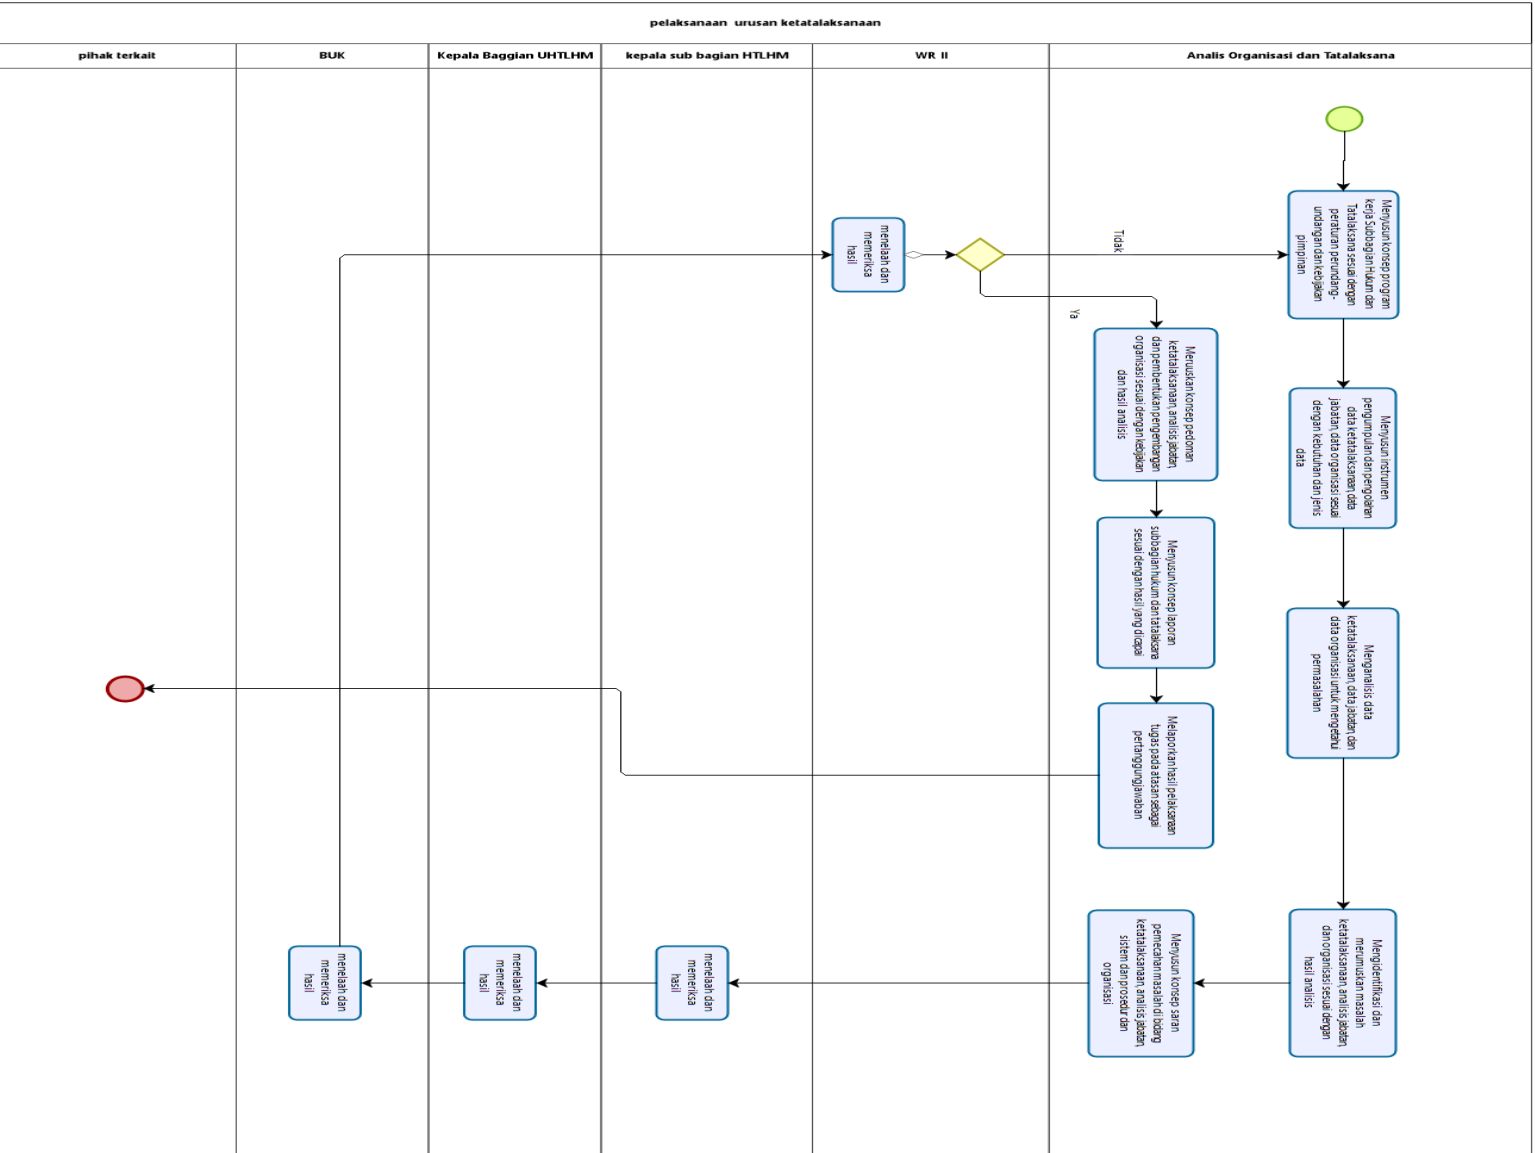 pelaksanaan urusan ketatalaksanaan
pihak terkait
BUK
Kepala Baggian UHTLHM
kepala sub bagian HTLHM
WR II
Analis Organisasi dan Tatalaksana
Menyusun konsep program
kerja Subbagian Hukum dan
Tatalaksana sesuai dengan
peraturan perundang-
undangan dan kebijakan
pimpinan
menelaah dan
memeriksa
hasil
Tidak
Ya
Meruuskan konsep pedoman
ketatalaksanaan, analisis jabatan,
dan pembentukan pengembangan
organisasi sesuai dengan kebijakan
dan hasil analisis
Menyusun instrumen
pengumpulan dan pengolahan
data ketatalaksanaan, data
jabatan, data organisasi sesuai
dengan kebutuhan dan jenis
data
Menyusun konsep laporan
subbagian hukum dan tatalaksana
sesuai dengan hasil yang dicapai
Menganalisis data
ketatalaksanaan, data jabatan, dan
data organisasi untuk mengetahui
permasalahan
Melaporkan hasil pelaksanaan
tugas pada atasan sebagai
pertanggungjawaban
Mengidentifikasi dan
merumuskan masalah
ketatalaksanaan, analisis jabatan,
dan organisasi sesuai dengan
hasil analisis
Menyusun konsep saran
pemecahan masalah di bidang
ketatalaksanaan, analisis jabatan,
sistem dan prosedur dan
organisasi
menelaah dan
memeriksa
hasil
menelaah dan
memeriksa
hasil
menelaah dan
memeriksa
hasil